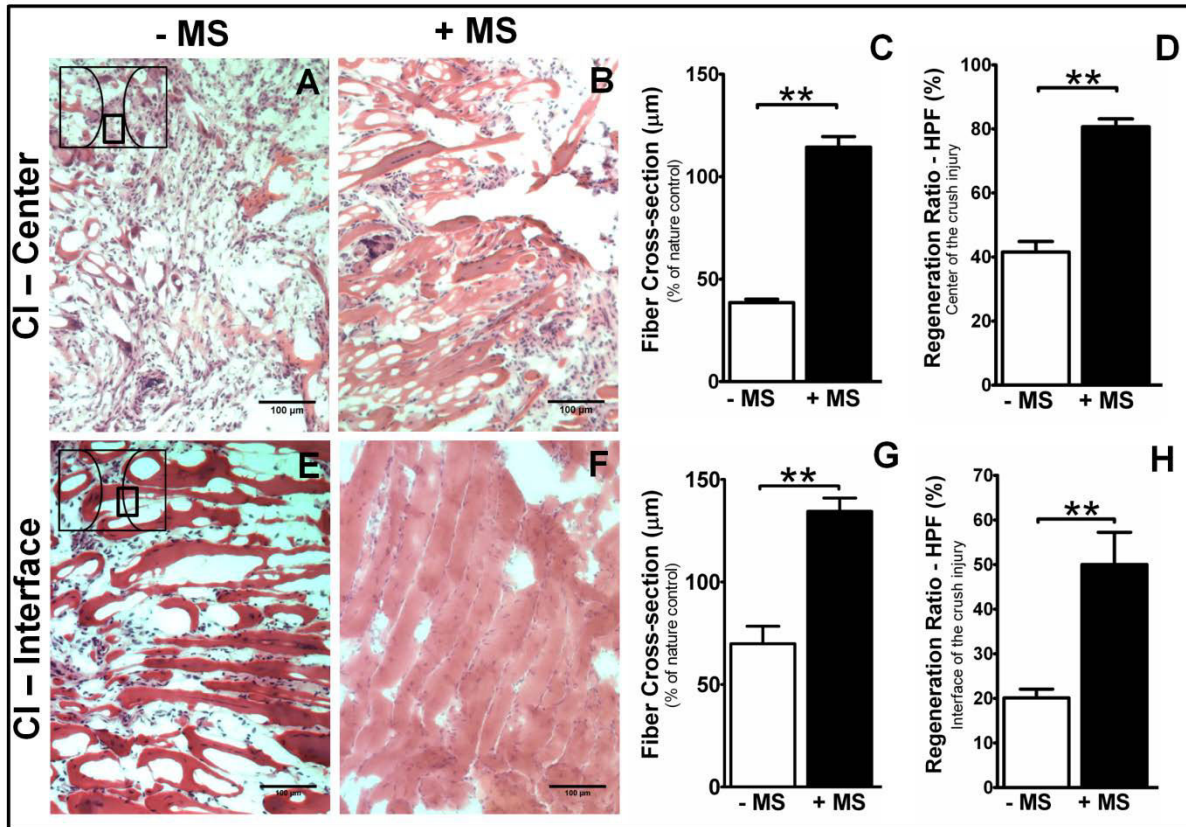 - MS
+ MS
CI – Center
A
100 μm
B
100 μm
C
Fiber Cross-section (μm)
(% of nature control)
150
100
50
0
**
- MS
+ MS
D
Regeneration Ratio - HPF (%)
Center of the crush injury
100
80
60
40
20
0
**
- MS
+ MS
CI – Interface
E
100 μm
F
100 μm
G
Fiber Cross-section (μm)
(% of nature control)
150
100
50
0
**
- MS
+ MS
H
Regeneration Ratio - HPF (%)
Interface of the crush injury
70
60
50
40
30
20
10
0
**
- MS
+ MS